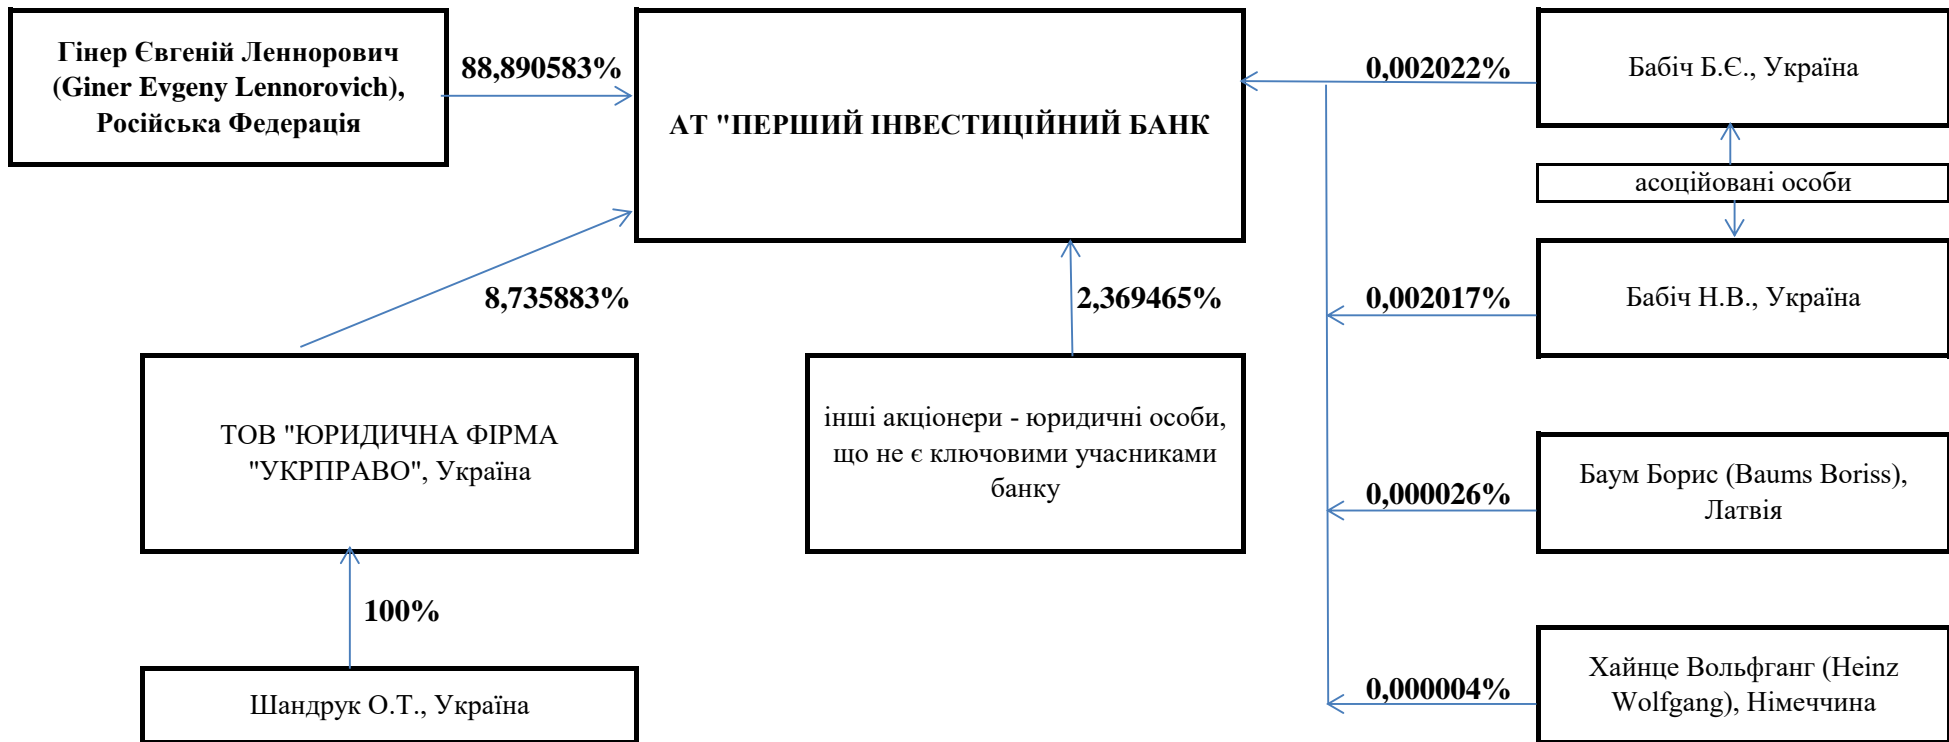 Гінер Євгеній Леннорович
(Giner Evgeny Lennorovich),
Російська Федерація
88,890583%
АТ "ПЕРШИЙ ІНВЕСТИЦІЙНИЙ БАНК
0,002022%
Бабіч Б.Є., Україна
асоційовані особи
8,735883%
2,369465%
0,002017%
Бабіч Н.В., Україна
ТОВ "ЮРИДИЧНА ФІРМА
"УКРПРАВО", Україна
інші акціонери - юридичні особи,
що не є ключовими учасниками
банку
0,000026%
Баум Борис (Baums Boriss),
Латвія
100%
Шандрук О.Т., Україна
0,000004%
Хайнце Вольфганг (Heinz
Wolfgang), Німеччина